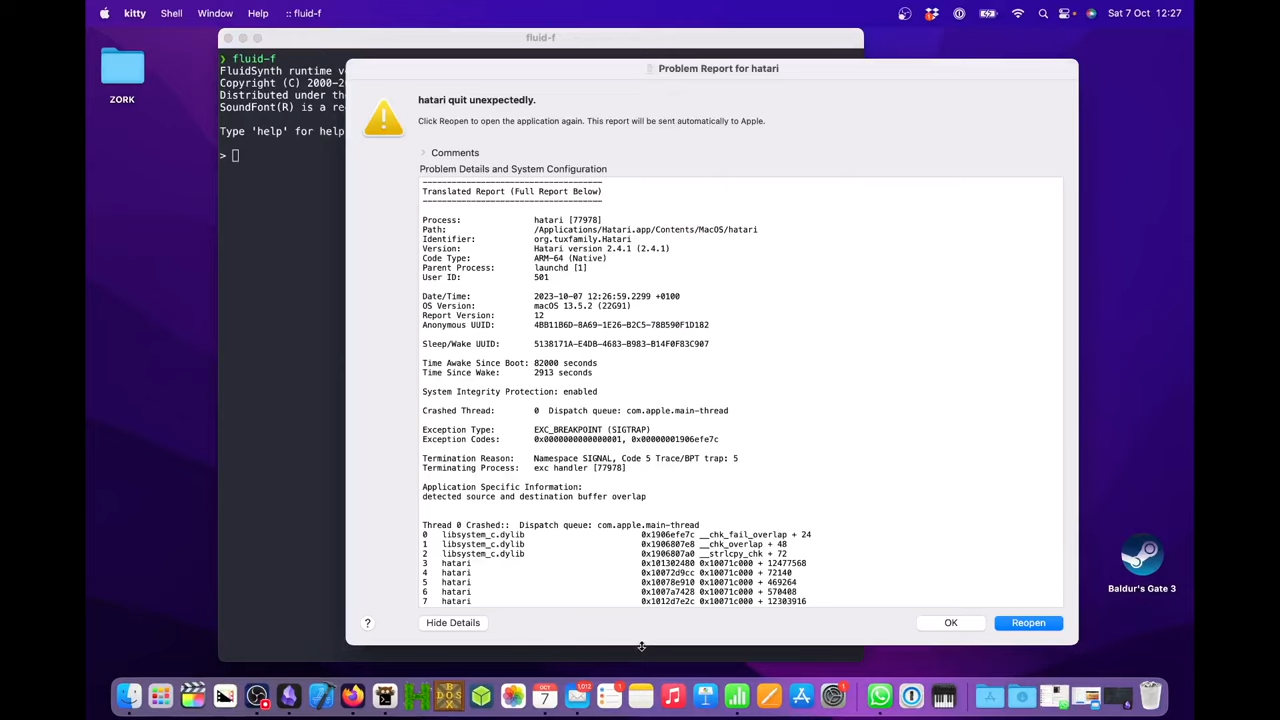 kitty Shell Window Help :: fluid-f Sat 7 Oct 12:27
fluid-f
ZORK
❯ fluid-f
FluidSynth runtime v
Copyright (C) 2000-2
Distributed under the
SoundFont(R) is a re
Type 'help' for help
>
Problem Report for hatari
hatari quit unexpectedly.
Click Reopen to open the application again. This report will be sent automatically to Apple.
Comments
Problem Details and System Configuration
-------------------------------------
Translated Report (Full Report Below)
-------------------------------------
Process: hatari [77978]
Path: /Applications/Hatari.app/Contents/MacOS/hatari
Identifier: org.tuxfamily.Hatari
Version: Hatari version 2.4.1 (2.4.1)
Code Type: ARM-64 (Native)
Parent Process: launchd [1]
User ID: 501
Date/Time: 2023-10-07 12:26:59.2299 +0100
OS Version: macOS 13.5.2 (22G91)
Report Version: 12
Anonymous UUID: 4BB11B6D-8A69-1E26-B2C5-78B590F1D182
Sleep/Wake UUID: 5138171A-E4DB-4683-B983-B14F0F83C907
Time Awake Since Boot: 82000 seconds
Time Since Wake: 2913 seconds
System Integrity Protection: enabled
Crashed Thread: 0 Dispatch queue: com.apple.main-thread
Exception Type: EXC_BREAKPOINT (SIGTRAP)
Exception Codes: 0x0000000000000001, 0x00000001906efe7c
Termination Reason: Namespace SIGNAL, Code 5 Trace/BPT trap: 5
Terminating Process: exc handler [77978]
Application Specific Information:
detected source and destination buffer overlap
Thread 0 Crashed:: Dispatch queue: com.apple.main-thread
0 libsystem_c.dylib 0x1906efe7c __chk_fail_overlap + 24
1 libsystem_c.dylib 0x1906807e8 __chk_overlap + 48
2 libsystem_c.dylib 0x1906807a0 __strlcpy_chk + 72
3 hatari 0x101302480 0x10071c000 + 12477568
4 hatari 0x10072d9cc 0x10071c000 + 72140
5 hatari 0x10078e910 0x10071c000 + 469264
6 hatari 0x1007a7428 0x10071c000 + 570408
7 hatari 0x1012d7e2c 0x10071c000 + 12303916
? Hide Details OK Reopen
Baldur's Gate 3
OCT
7
1,012
1
1